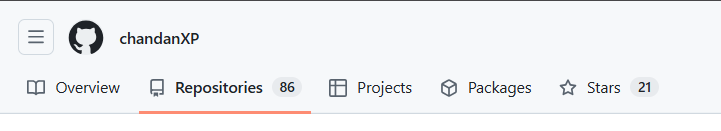 chandanXP
Overview Repositories 86 Projects Packages Stars 21